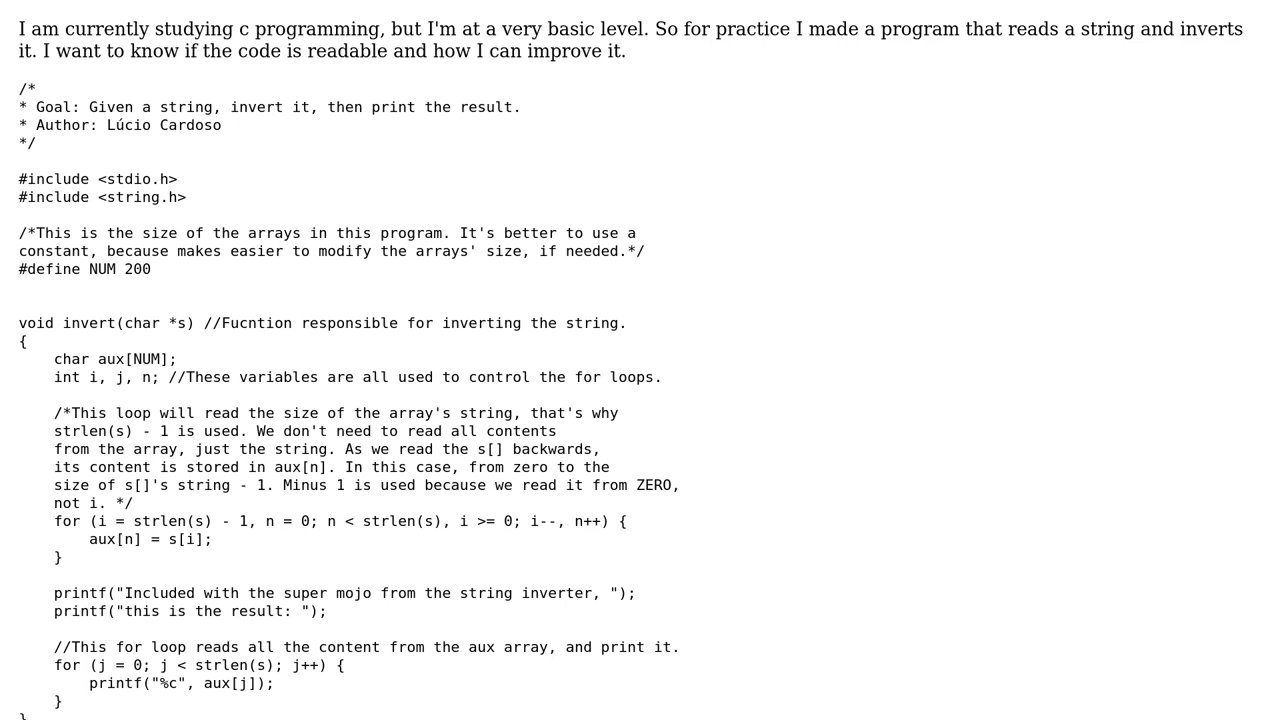 I am currently studying c programming, but I'm at a very basic level. So for practice I made a program that reads a string and inverts
it. I want to know if the code is readable and how I can improve it.
/*
* Goal: Given a string, invert it, then print the result.
* Author: Lúcio Cardoso
*/
#include <stdio.h>
#include <string.h>
/*This is the size of the arrays in this program. It's better to use a
constant, because makes easier to modify the arrays' size, if needed.*/
#define NUM 200
void invert(char *s) //Fucntion responsible for inverting the string.
{
    char aux[NUM];
    int i, j, n; //These variables are all used to control the for loops.
    /*This loop will read the size of the array's string, that's why
    strlen(s) - 1 is used. We don't need to read all contents
    from the array, just the string. As we read the s[] backwards,
    its content is stored in aux[n]. In this case, from zero to the
    size of s[]'s string - 1. Minus 1 is used because we read it from ZERO,
    not i. */
    for (i = strlen(s) - 1, n = 0; n < strlen(s), i >= 0; i--, n++) {
        aux[n] = s[i];
    }
    printf("Included with the super mojo from the string inverter, ");
    printf("this is the result: ");
    //This for loop reads all the content from the aux array, and print it.
    for (j = 0; j < strlen(s); j++) {
        printf("%c", aux[j]);
    }
}